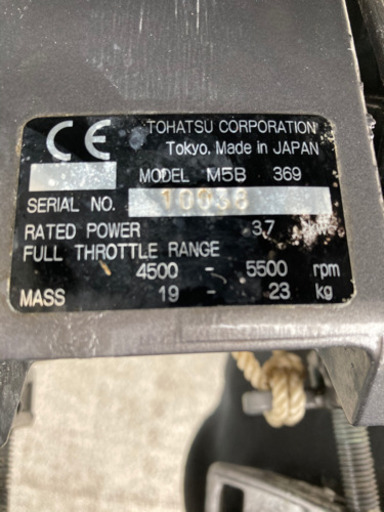 CE TOHATSU CORPORATION
Tokyo. Made in JAPAN
MODEL M5B 369
SERIAL NO.
RATED POWER 3.7 kW
FULL THROTTLE RANGE
4500 - 5500 rpm
MASS 19 - 23 kg